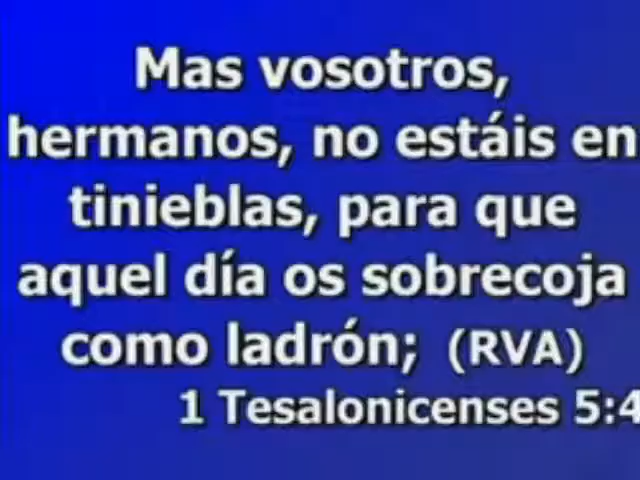 Mas vosotros,
hermanos, no estáis en
tinieblas, para que
aquel día os sobrecoja
como ladrón; (RVA)
1 Tesalonicenses 5:4